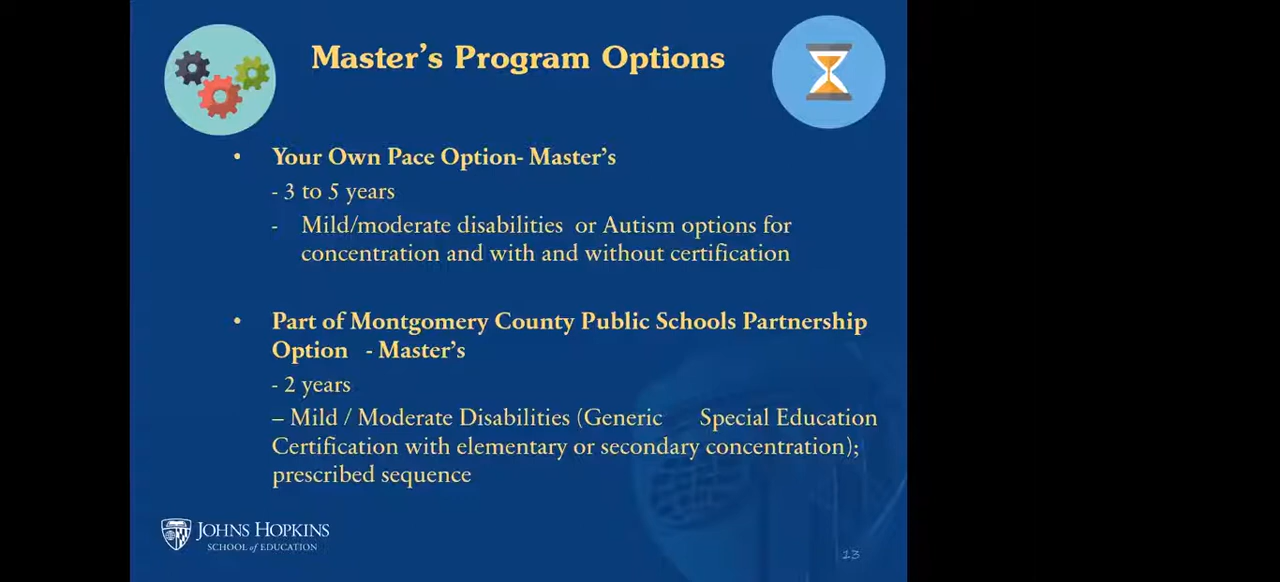 Master's Program Options
• Your Own Pace Option- Master's
- 3 to 5 years
- Mild/moderate disabilities or Autism options for
concentration and with and without certification
• Part of Montgomery County Public Schools Partnership
Option - Master's
- 2 years
– Mild / Moderate Disabilities (Generic Special Education
Certification with elementary or secondary concentration);
prescribed sequence
JOHNS HOPKINS
SCHOOL of EDUCATION
13